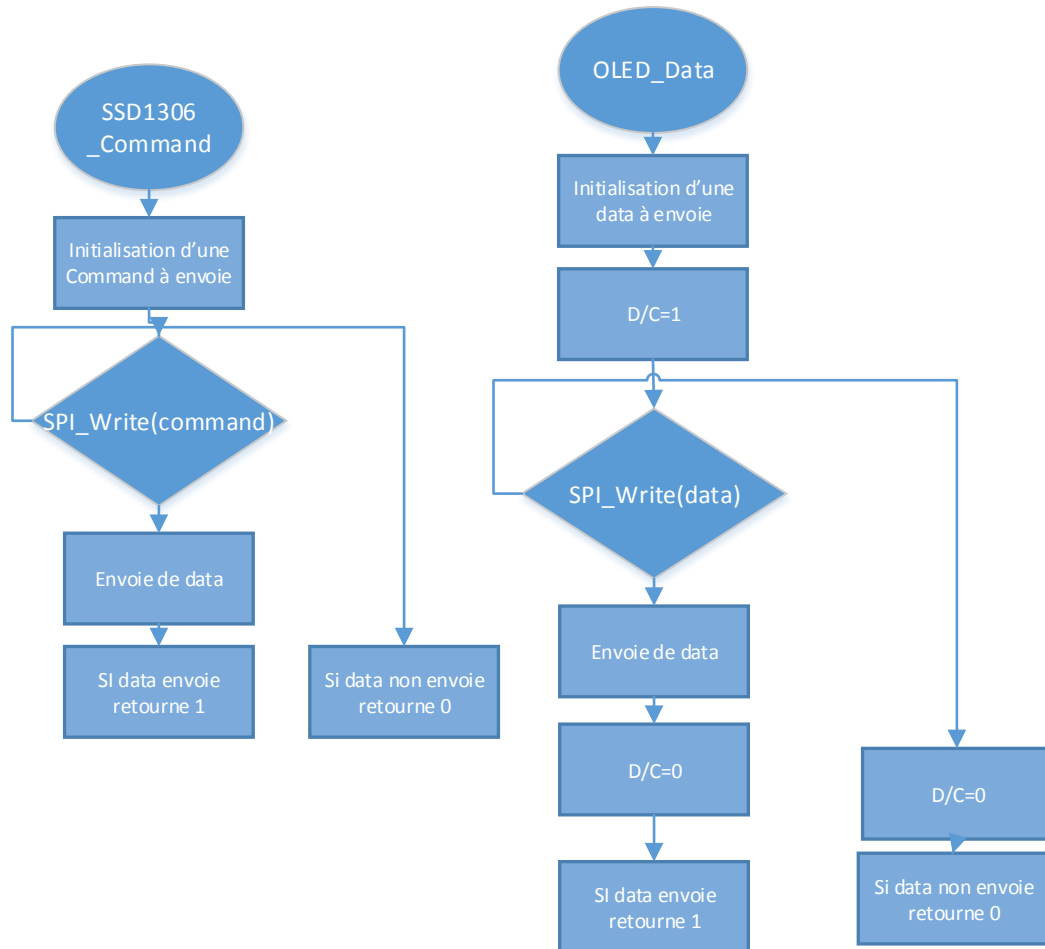 SSD1306
_Command
Initialisation d’une
Command à envoie
SPI_Write(command)
Envoie de data
SI data envoie
retourne 1
Si data non envoie
retourne 0
OLED_Data
Initialisation d’une
data à envoie
D/C=1
SPI_Write(data)
Envoie de data
D/C=0
SI data envoie
retourne 1
D/C=0
Si data non envoie
retourne 0